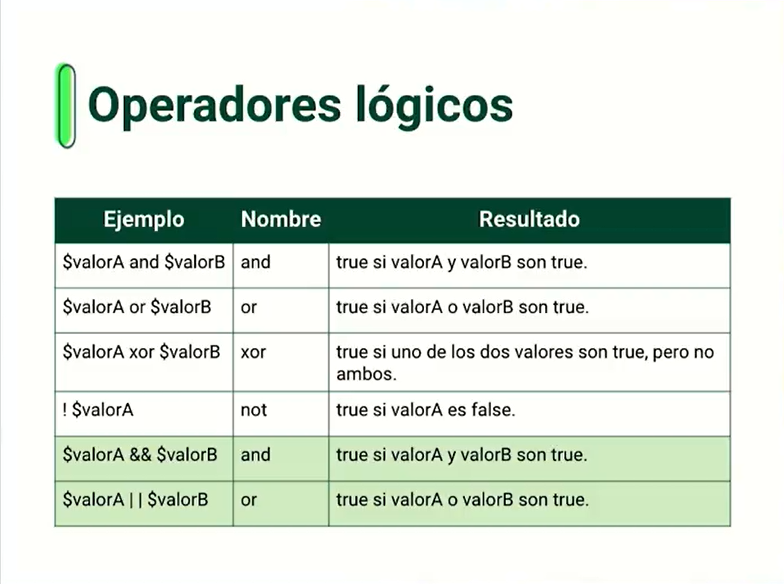 Operadores lógicos
Ejemplo Nombre Resultado
$valorA and $valorB and true si valorA y valorB son true.
$valorA or $valorB or true si valorA o valorB son true.
$valorA xor $valorB xor true si uno de los dos valores son true, pero no
ambos.
! $valorA not true si valorA es false.
$valorA && $valorB and true si valorA y valorB son true.
$valorA | | $valorB or true si valorA o valorB son true.